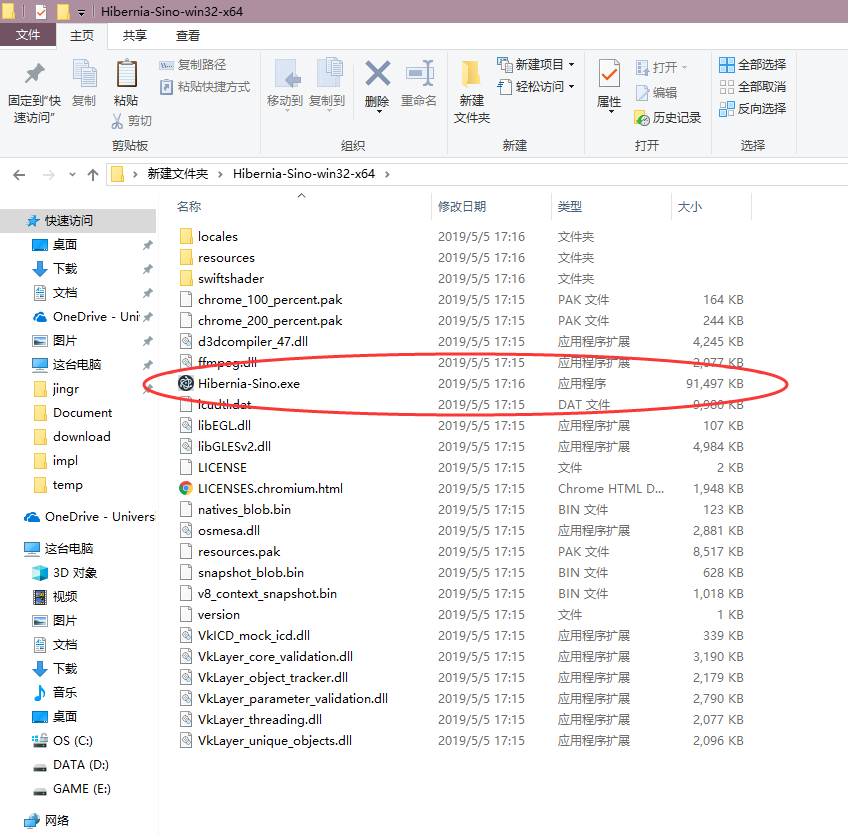 Hibernia-Sino-win32-x64
文件 主页 共享 查看
固定到"快速访问"
复制
粘贴
复制路径
粘贴快捷方式
剪切
剪贴板
移动到 复制到 删除 重命名
组织
新建文件夹
新建项目
轻松访问
新建
属性
打开
编辑
历史记录
打开
全部选择
全部取消
反向选择
选择
新建文件夹 Hibernia-Sino-win32-x64
快速访问
桌面
下载
文档
OneDrive - Uni
图片
这台电脑
jingr
Document
download
impl
temp
OneDrive - Universi
这台电脑
3D 对象
视频
图片
文档
下载
音乐
桌面
OS (C:)
DATA (D:)
GAME (E:)
网络
名称 修改日期 类型 大小
locales 2019/5/5 17:16 文件夹
resources 2019/5/5 17:16 文件夹
swiftshader 2019/5/5 17:16 文件夹
chrome_100_percent.pak 2019/5/5 17:15 PAK 文件 164 KB
chrome_200_percent.pak 2019/5/5 17:15 PAK 文件 244 KB
d3dcompiler_47.dll 2019/5/5 17:15 应用程序扩展 4,245 KB
ffmpeg.dll 2019/5/5 17:15 应用程序扩展 2,077 KB
Hibernia-Sino.exe 2019/5/5 17:16 应用程序 91,497 KB
icudtl.dat 2019/5/5 17:15 DAT 文件 9,980 KB
libEGL.dll 2019/5/5 17:15 应用程序扩展 107 KB
libGLESv2.dll 2019/5/5 17:15 应用程序扩展 4,984 KB
LICENSE 2019/5/5 17:15 文件 2 KB
LICENSES.chromium.html 2019/5/5 17:15 Chrome HTML D... 1,948 KB
natives_blob.bin 2019/5/5 17:15 BIN 文件 123 KB
osmesa.dll 2019/5/5 17:15 应用程序扩展 2,881 KB
resources.pak 2019/5/5 17:15 PAK 文件 8,517 KB
snapshot_blob.bin 2019/5/5 17:15 BIN 文件 628 KB
v8_context_snapshot.bin 2019/5/5 17:15 BIN 文件 1,018 KB
version 2019/5/5 17:15 文件 1 KB
VkICD_mock_icd.dll 2019/5/5 17:15 应用程序扩展 339 KB
VkLayer_core_validation.dll 2019/5/5 17:15 应用程序扩展 3,190 KB
VkLayer_object_tracker.dll 2019/5/5 17:15 应用程序扩展 2,179 KB
VkLayer_parameter_validation.dll 2019/5/5 17:15 应用程序扩展 2,790 KB
VkLayer_threading.dll 2019/5/5 17:15 应用程序扩展 2,077 KB
VkLayer_unique_objects.dll 2019/5/5 17:15 应用程序扩展 2,096 KB